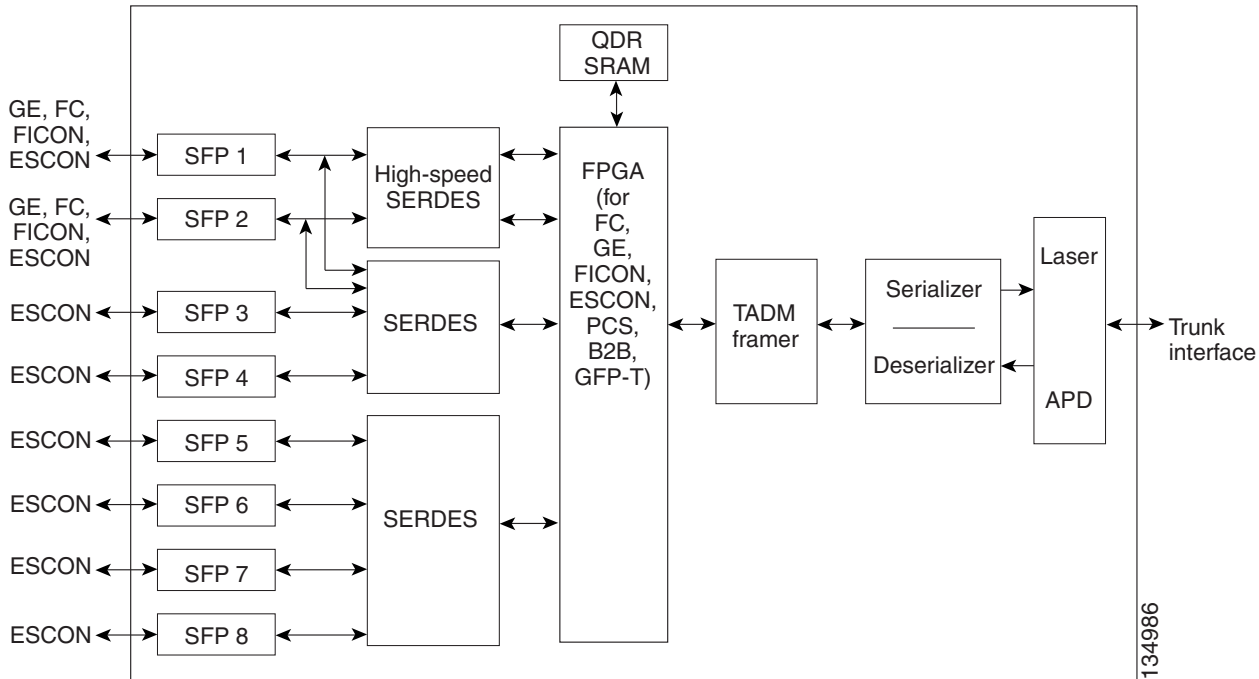 QDR
SRAM
GE, FC,
FICON,
ESCON
SFP 1
High-speed
SERDES
FPGA
(for
FC,
GE,
FICON,
ESCON,
PCS,
B2B,
GFP-T)
GE, FC,
FICON,
ESCON
SFP 2
ESCON
SFP 3
SERDES
ESCON
SFP 4
ESCON
SFP 5
ESCON
SFP 6
SERDES
ESCON
SFP 7
ESCON
SFP 8
TADM
framer
Serializer
Deserializer
Laser
APD
Trunk
interface
134986